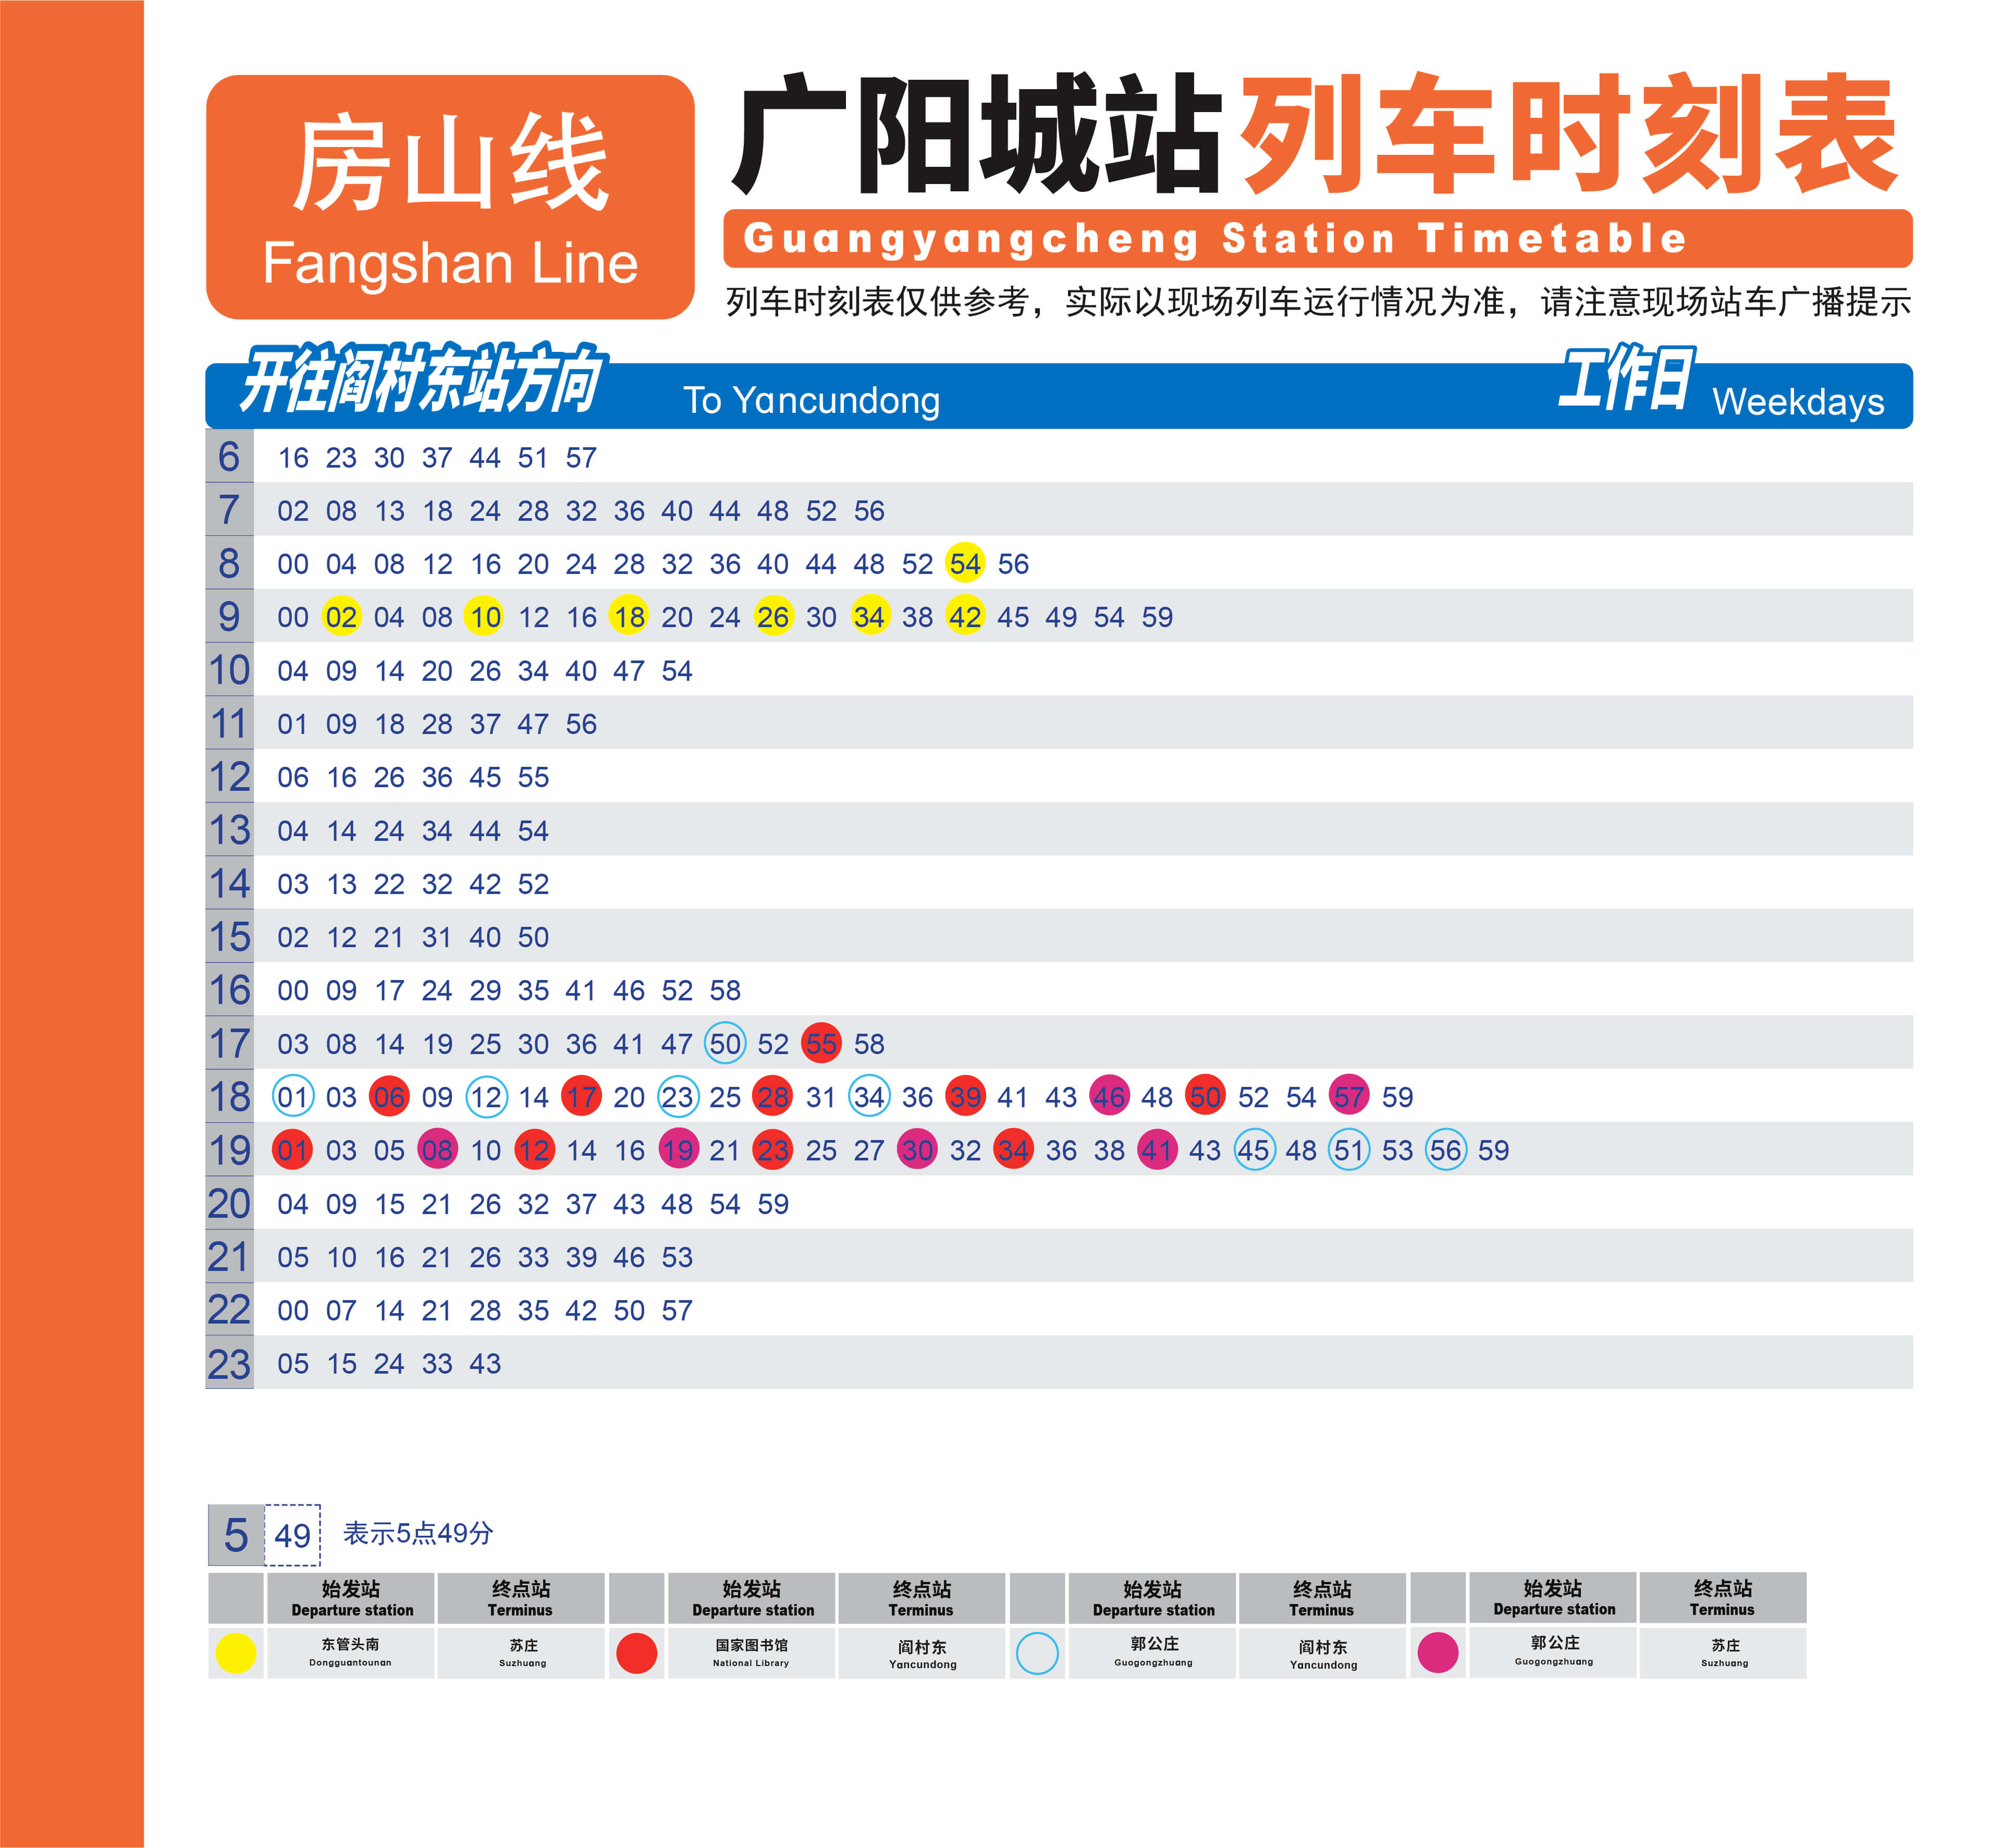 房山线
Fangshan Line
广阳城站列车时刻表
Guangyangcheng Station Timetable
列车时刻表仅供参考，实际以现场列车运行情况为准，请注意现场站车广播提示
开往阎村东站方向 To Yancundong 工作日 Weekdays
6 16 23 30 37 44 51 57
7 02 08 13 18 24 28 32 36 40 44 48 52 56
8 00 04 08 12 16 20 24 28 32 36 40 44 48 52 54 56
9 00 02 04 08 10 12 16 18 20 24 26 30 34 38 42 45 49 54 59
10 04 09 14 20 26 34 40 47 54
11 01 09 18 28 37 47 56
12 06 16 26 36 45 55
13 04 14 24 34 44 54
14 03 13 22 32 42 52
15 02 12 21 31 40 50
16 00 09 17 24 29 35 41 46 52 58
17 03 08 14 19 25 30 36 41 47 50 52 55 58
18 01 03 06 09 12 14 17 20 23 25 28 31 34 36 39 41 43 46 48 50 52 54 57 59
19 01 03 05 08 10 12 14 16 19 21 23 25 27 30 32 34 36 38 41 43 45 48 51 53 56 59
20 04 09 15 21 26 32 37 43 48 54 59
21 05 10 16 21 26 33 39 46 53
22 00 07 14 21 28 35 42 50 57
23 05 15 24 33 43
5 49 表示5点49分
始发站 终点站 始发站 终点站 始发站 终点站 始发站 终点站
Departure station Terminus Departure station Terminus Departure station Terminus Departure station Terminus
东管头南 苏庄 国家图书馆 阎村东 郭公庄 阎村东 郭公庄 苏庄
Dongguantounan Suzhuang National Library Yancundong Guogongzhuang Yancundong Guogongzhuang Suzhuang